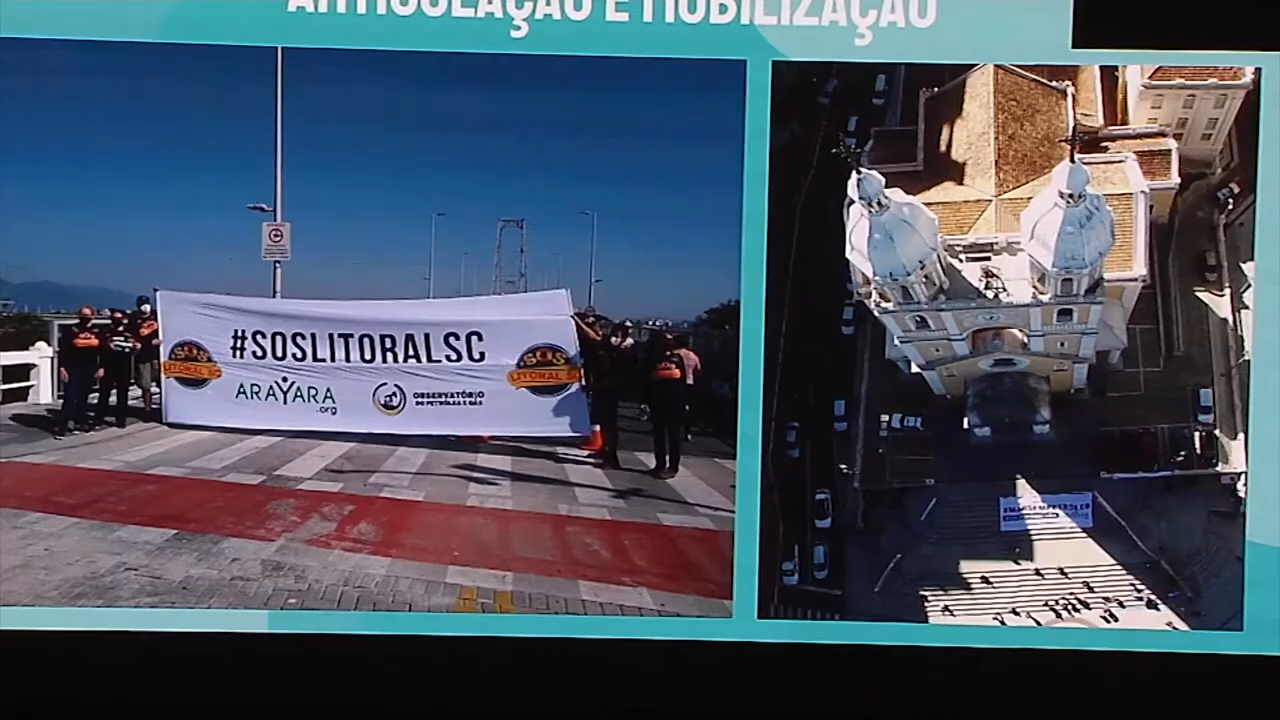 ARTICULAÇÃO E MOBILIZAÇÃO
#SOSLITORALSC
SOS
LITORAL SC
SOS
LITORAL SC
ARAYARA
.org
OBSERVATÓRIO
DO PETRÓLEO E GÁS